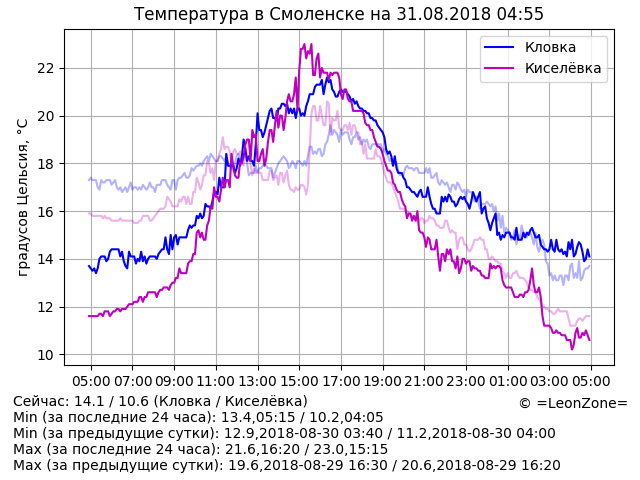 Температура в Смоленске на 31.08.2018 04:55
градусов Цельсия, °C
Кловка
Киселёвка
22
20
18
16
14
12
10
05:00 07:00 09:00 11:00 13:00 15:00 17:00 19:00 21:00 23:00 01:00 03:00 05:00
Сейчас: 14.1 / 10.6 (Кловка / Киселёвка)
© =LeonZone=
Min (за последние 24 часа): 13.4,05:15 / 10.2,04:05
Min (за предыдущие сутки): 12.9,2018-08-30 03:40 / 11.2,2018-08-30 04:00
Max (за последние 24 часа): 21.6,16:20 / 23.0,15:15
Max (за предыдущие сутки): 19.6,2018-08-29 16:30 / 20.6,2018-08-29 16:20